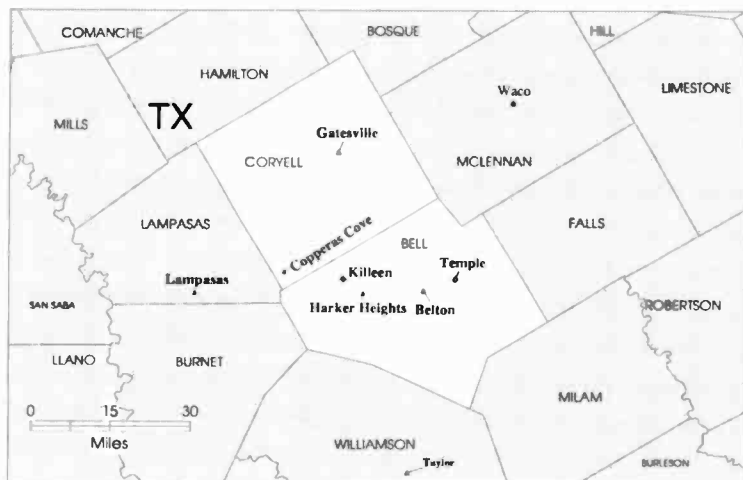 COMANCHE
BOSQUE
HILL
HAMILTON
LIMESTONE
TX
Waco
MILLS
Gatesville
CORYELL
MCLENNAN
LAMPASAS
FALLS
Copperas Cove
BELL
Killeen
Temple
Lampasas
Harker Heights
Belton
SAN SABA
ROBERTSON
LLANO
BURNET
MILAM
0 15 30
Miles
WILLIAMSON
Taylor
BURLESON